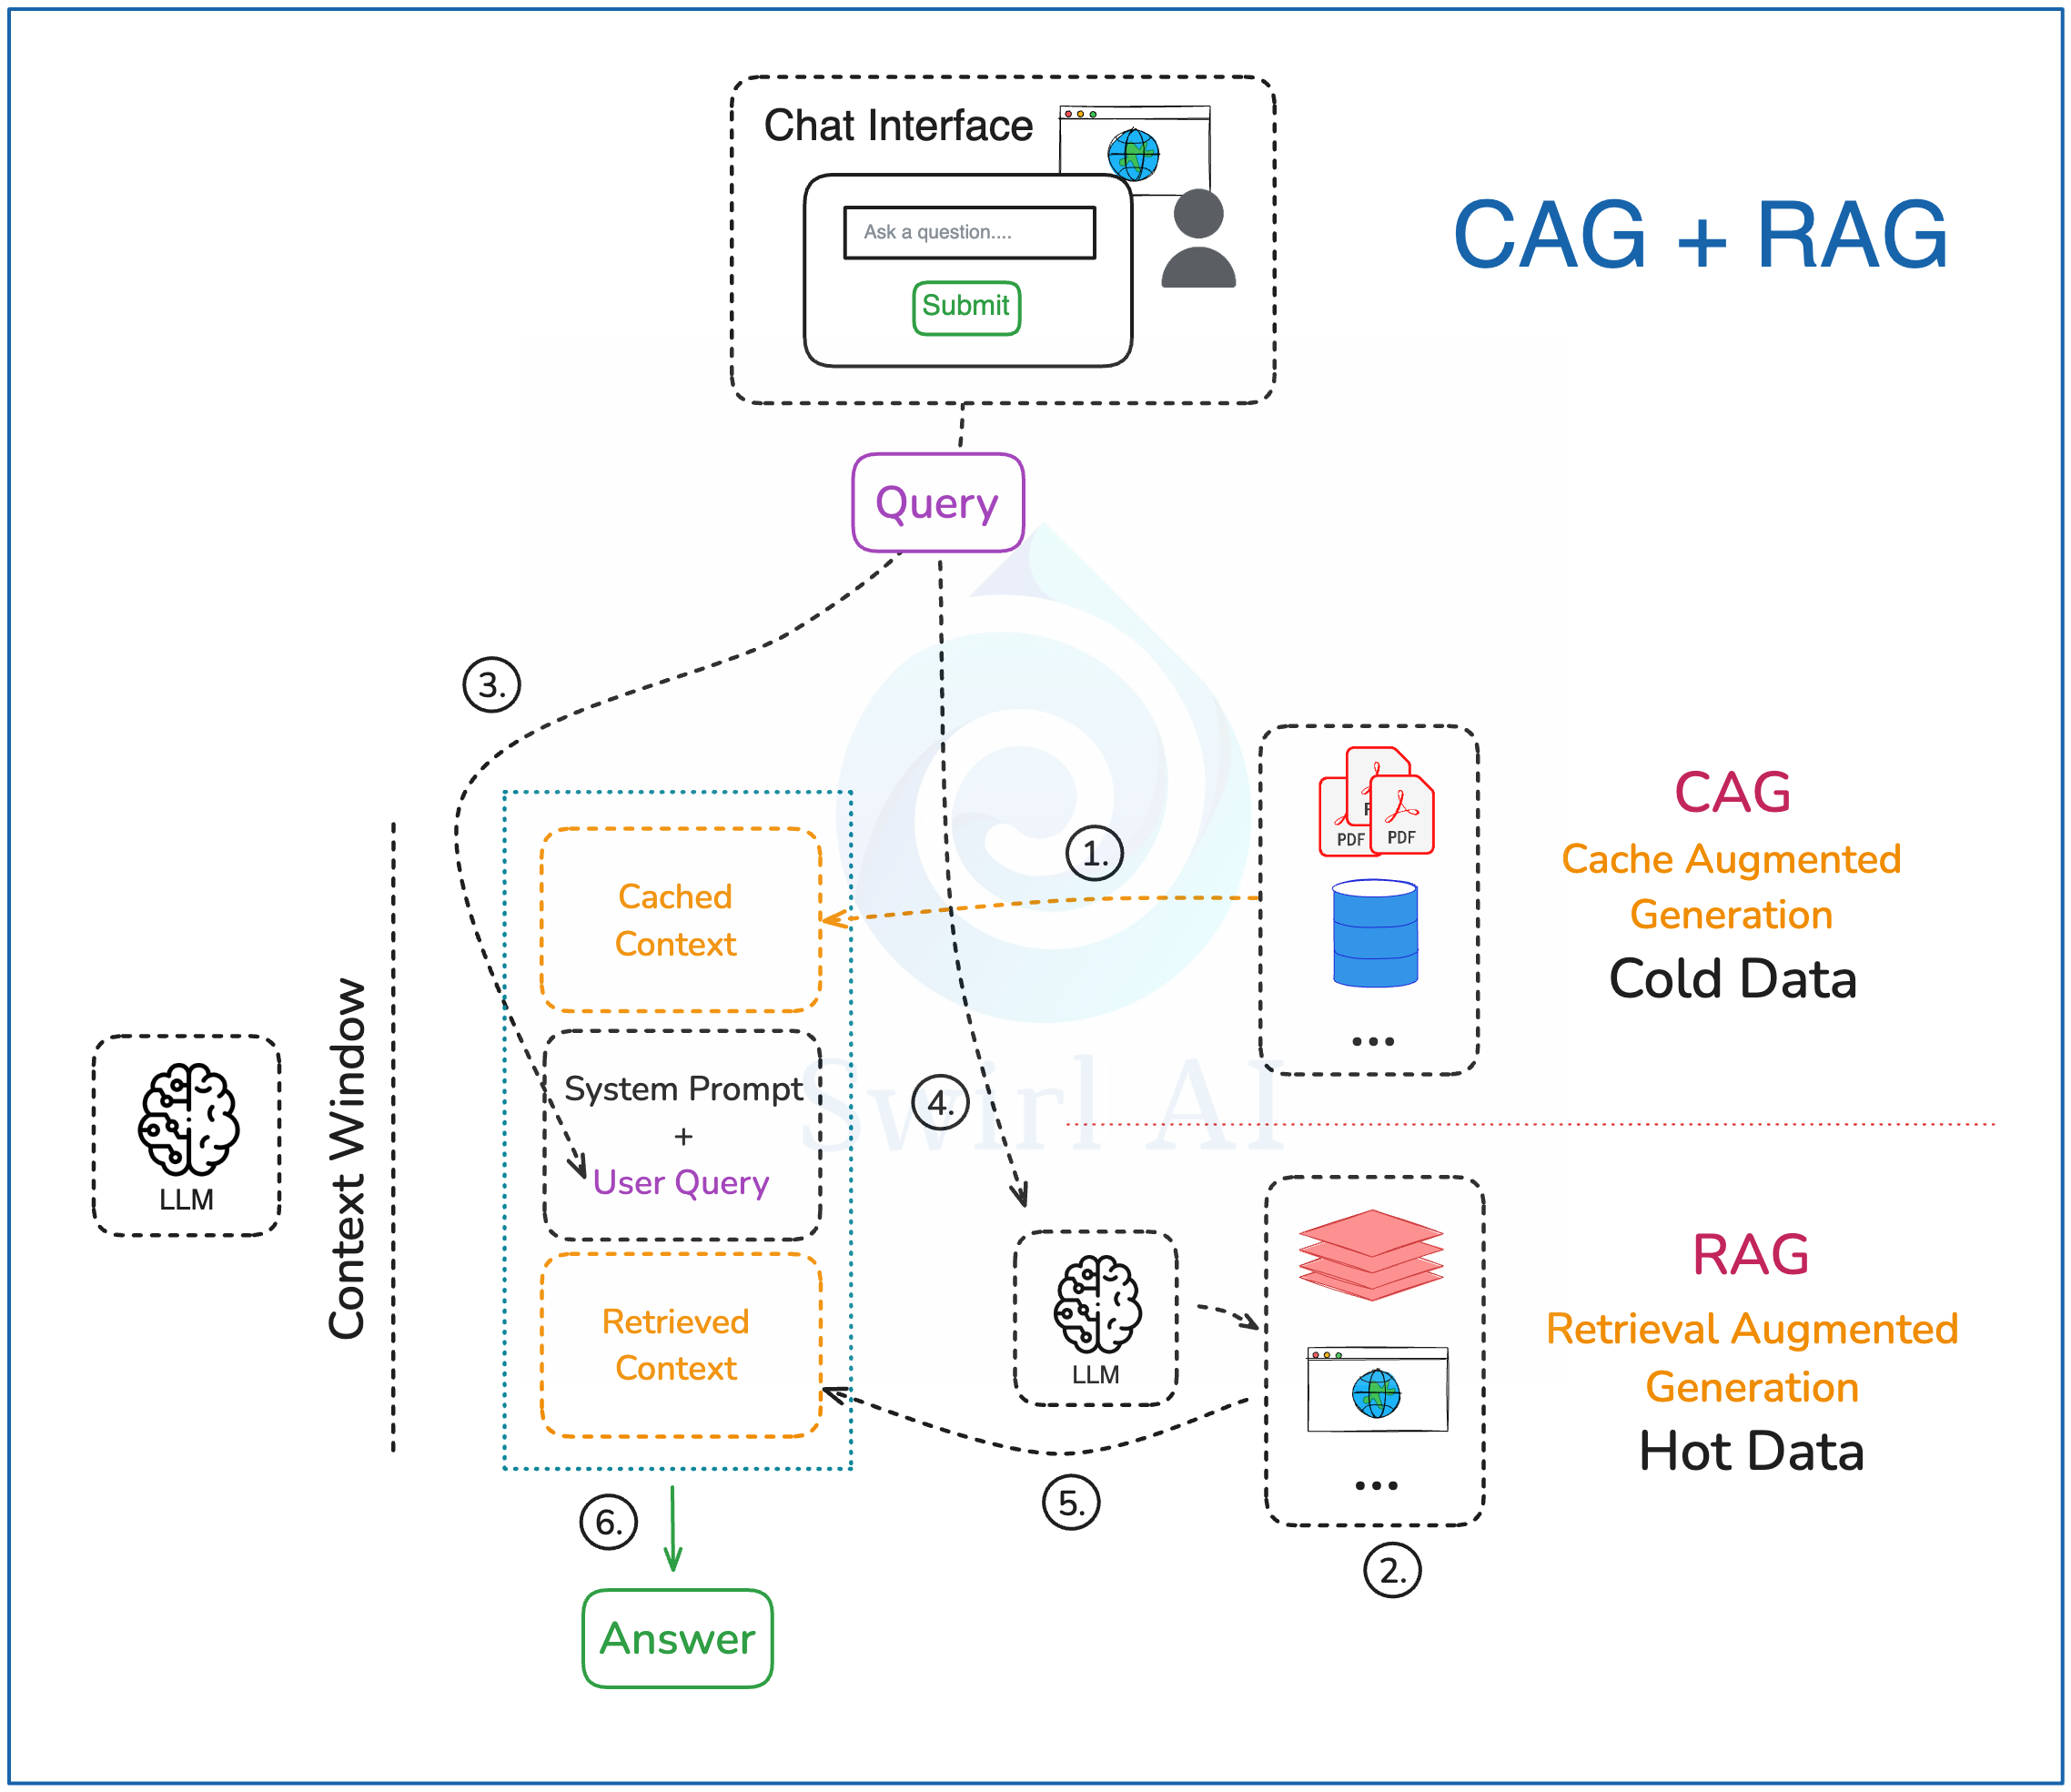 Chat Interface
Ask a question....
Submit
CAG + RAG
Query
3.
1.
PDF
PDF
CAG
Cache Augmented
Generation
Cold Data
...
Cached
Context
Context Window
LLM
System Prompt
+
User Query
4.
Swirl AI
Retrieved
Context
LLM
RAG
Retrieval Augmented
Generation
Hot Data
...
5.
2.
6.
Answer